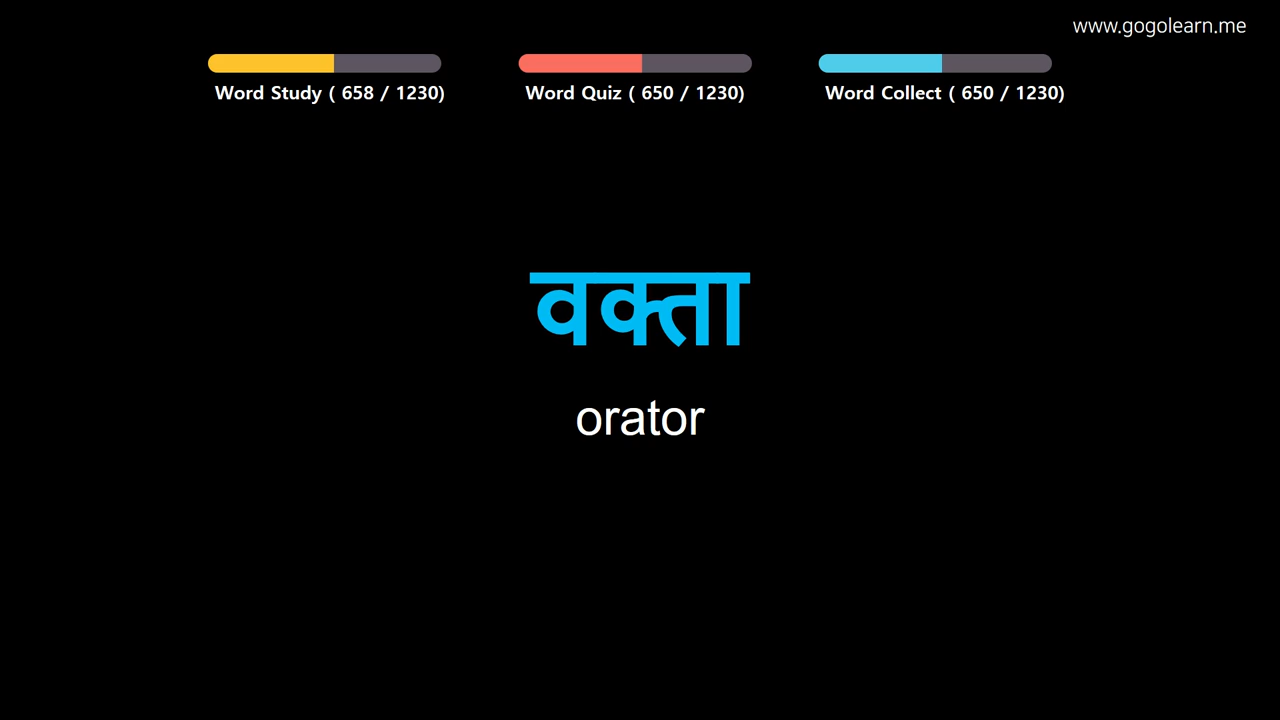 www.gogolearn.me
Word Study ( 658 / 1230)
Word Quiz ( 650 / 1230)
Word Collect ( 650 / 1230)
वक्ता
orator